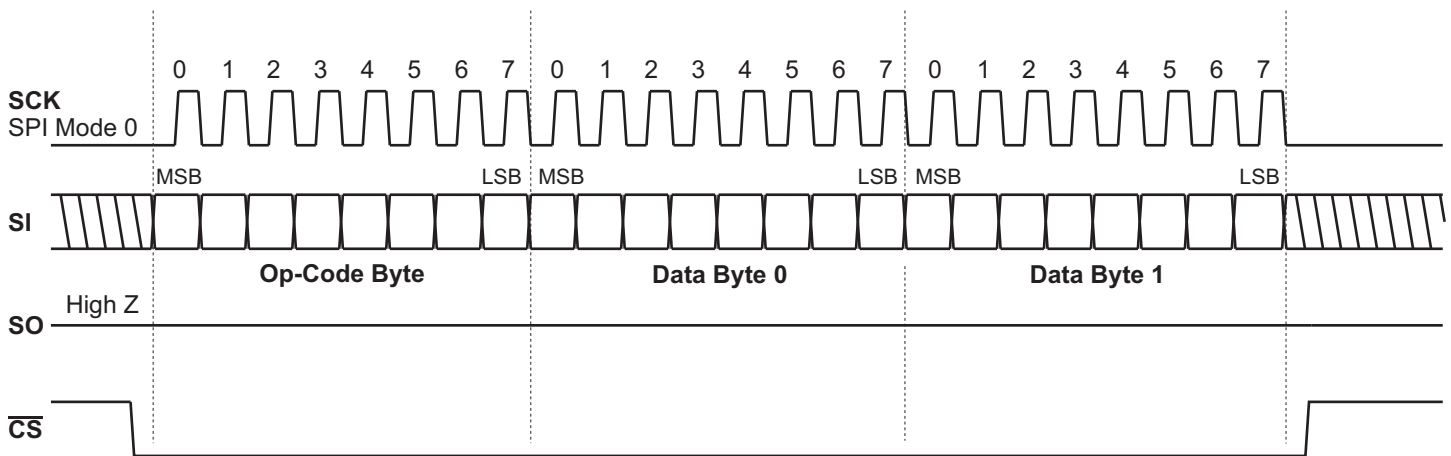 0 1 2 3 4 5 6 7 0 1 2 3 4 5 6 7 0 1 2 3 4 5 6 7
SCK
SPI Mode 0
MSB LSB MSB LSB MSB LSB
SI
Op-Code Byte Data Byte 0 Data Byte 1
High Z
SO
CS